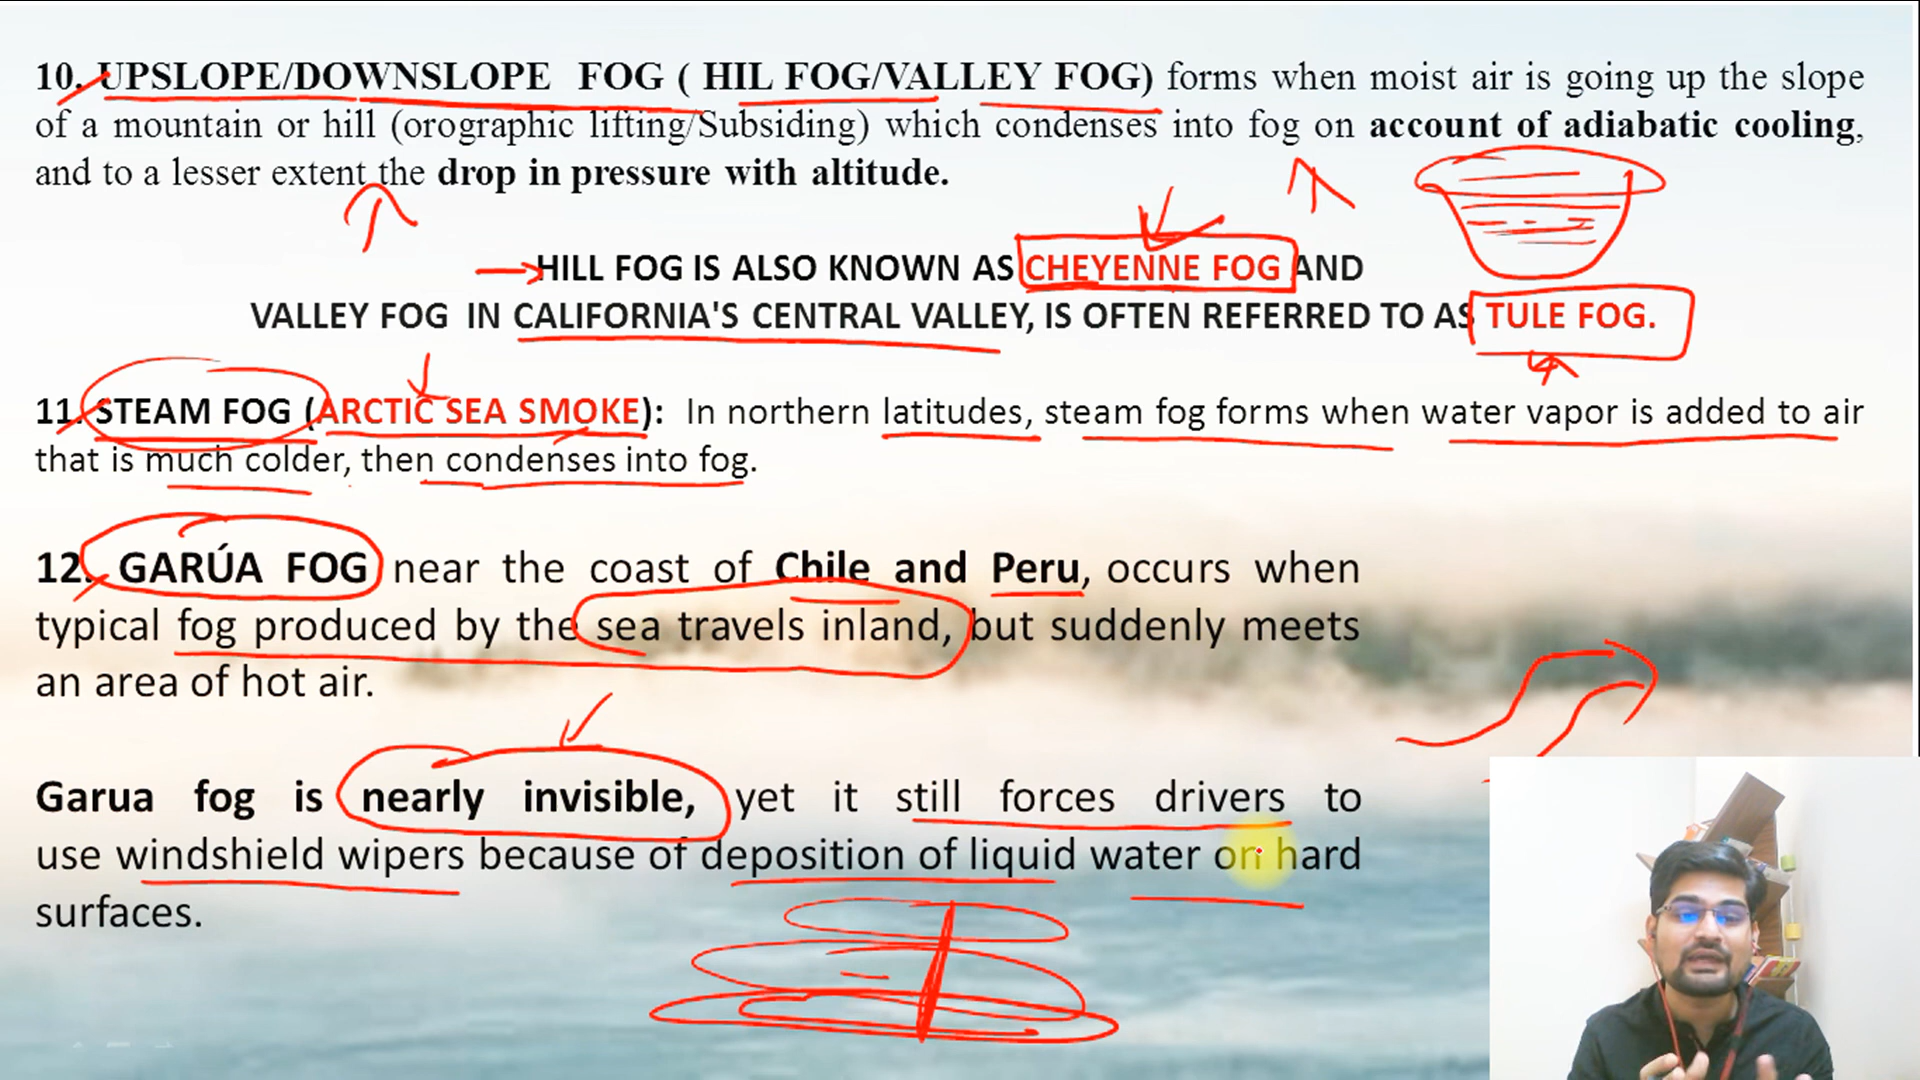 10. UPSLOPE/DOWNSLOPE FOG ( HIL FOG/VALLEY FOG) forms when moist air is going up the slope
of a mountain or hill (orographic lifting/Subsiding) which condenses into fog on account of adiabatic cooling,
and to a lesser extent the drop in pressure with altitude.
HILL FOG IS ALSO KNOWN AS CHEYENNE FOG AND
VALLEY FOG IN CALIFORNIA'S CENTRAL VALLEY, IS OFTEN REFERRED TO AS TULE FOG.
11. STEAM FOG (ARCTIC SEA SMOKE): In northern latitudes, steam fog forms when water vapor is added to air
that is much colder, then condenses into fog.
12. GARÚA FOG near the coast of Chile and Peru, occurs when
typical fog produced by the sea travels inland, but suddenly meets
an area of hot air.
Garua fog is nearly invisible, yet it still forces drivers to
use windshield wipers because of deposition of liquid water on hard
surfaces.